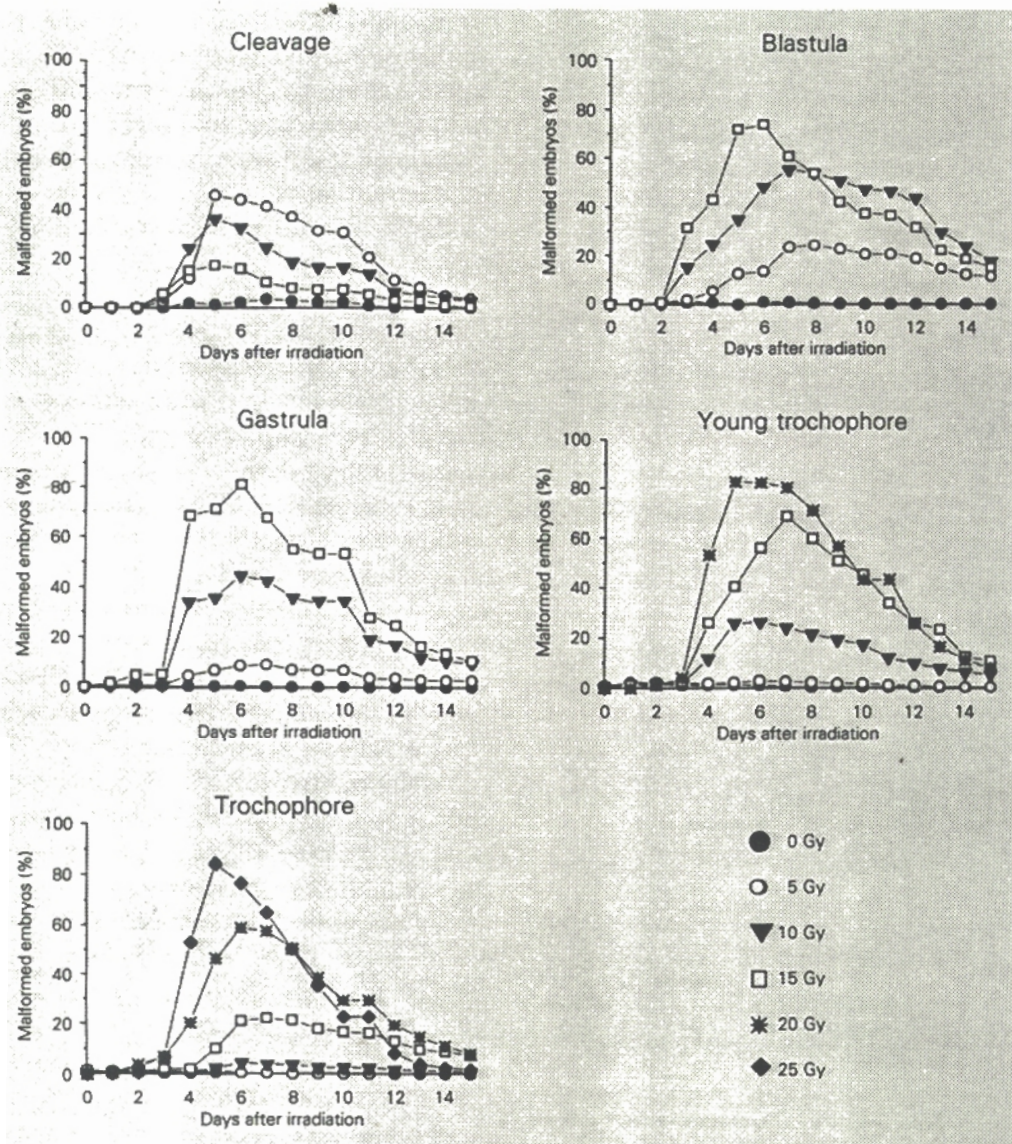 Cleavage
Malformed embryos (%)
100
80
60
40
20
0
0 2 4 6 8 10 12 14
Days after irradiation
Blastula
Malformed embryos (%)
100
80
60
40
20
0
0 2 4 6 8 10 12 14
Days after irradiation
Gastrula
Malformed embryos (%)
100
80
60
40
20
0
0 2 4 6 8 10 12 14
Days after irradiation
Young trochophore
Malformed embryos (%)
100
80
60
40
20
0
0 2 4 6 8 10 12 14
Days after irradiation
Trochophore
Malformed embryos (%)
100
80
60
40
20
0
0 2 4 6 8 10 12 14
Days after irradiation
0 Gy
5 Gy
10 Gy
15 Gy
20 Gy
25 Gy